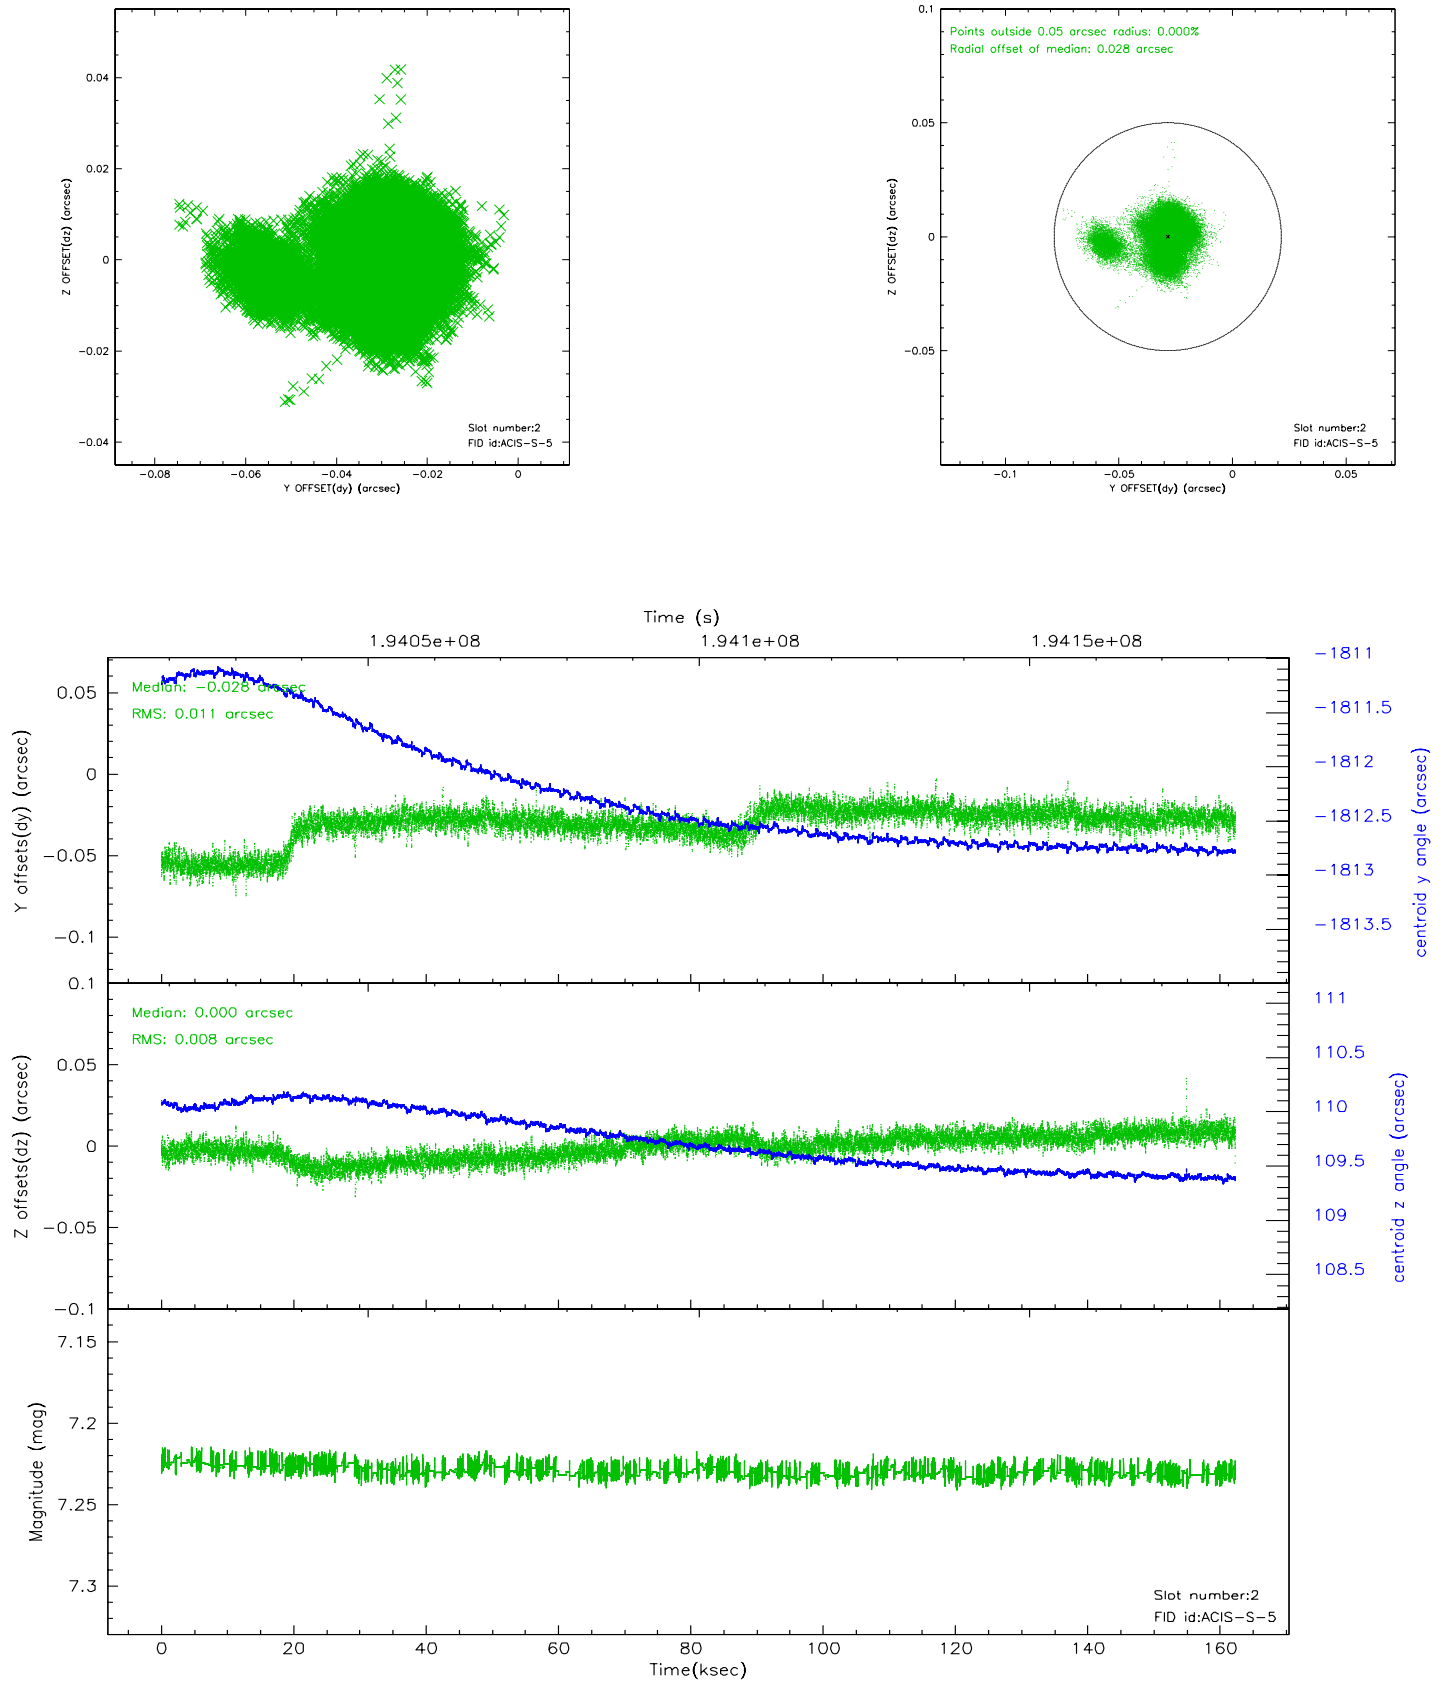 0.04
0.02
0
-0.02
-0.04
Z OFFSET(dz) (arcsec)
Slot number:2
FID id:ACIS-S-5
-0.08 -0.06 -0.04 -0.02 0
Y OFFSET(dy) (arcsec)
0.1
0.05
0
-0.05
Z OFFSET(dz) (arcsec)
Points outside 0.05 arcsec radius: 0.000%
Radial offset of median: 0.028 arcsec
Slot number:2
FID id:ACIS-S-5
-0.1 -0.05 0 0.05
Y OFFSET(dy) (arcsec)
Time (s)
1.9405e+08 1.941e+08 1.9415e+08
0.05
0
-0.05
-0.1
Y offsets(dy) (arcsec)
Median: -0.028 arcsec
RMS: 0.011 arcsec
-1811
-1811.5
-1812
-1812.5
-1813
-1813.5
centroid y angle (arcsec)
0.1
0.05
0
-0.05
-0.1
Z offsets(dz) (arcsec)
Median: 0.000 arcsec
RMS: 0.008 arcsec
111
110.5
110
109.5
109
108.5
centroid z angle (arcsec)
7.15
7.2
7.25
7.3
Magnitude (mag)
Slot number:2
FID id:ACIS-S-5
0 20 40 60 80 100 120 140 160
Time(ksec)